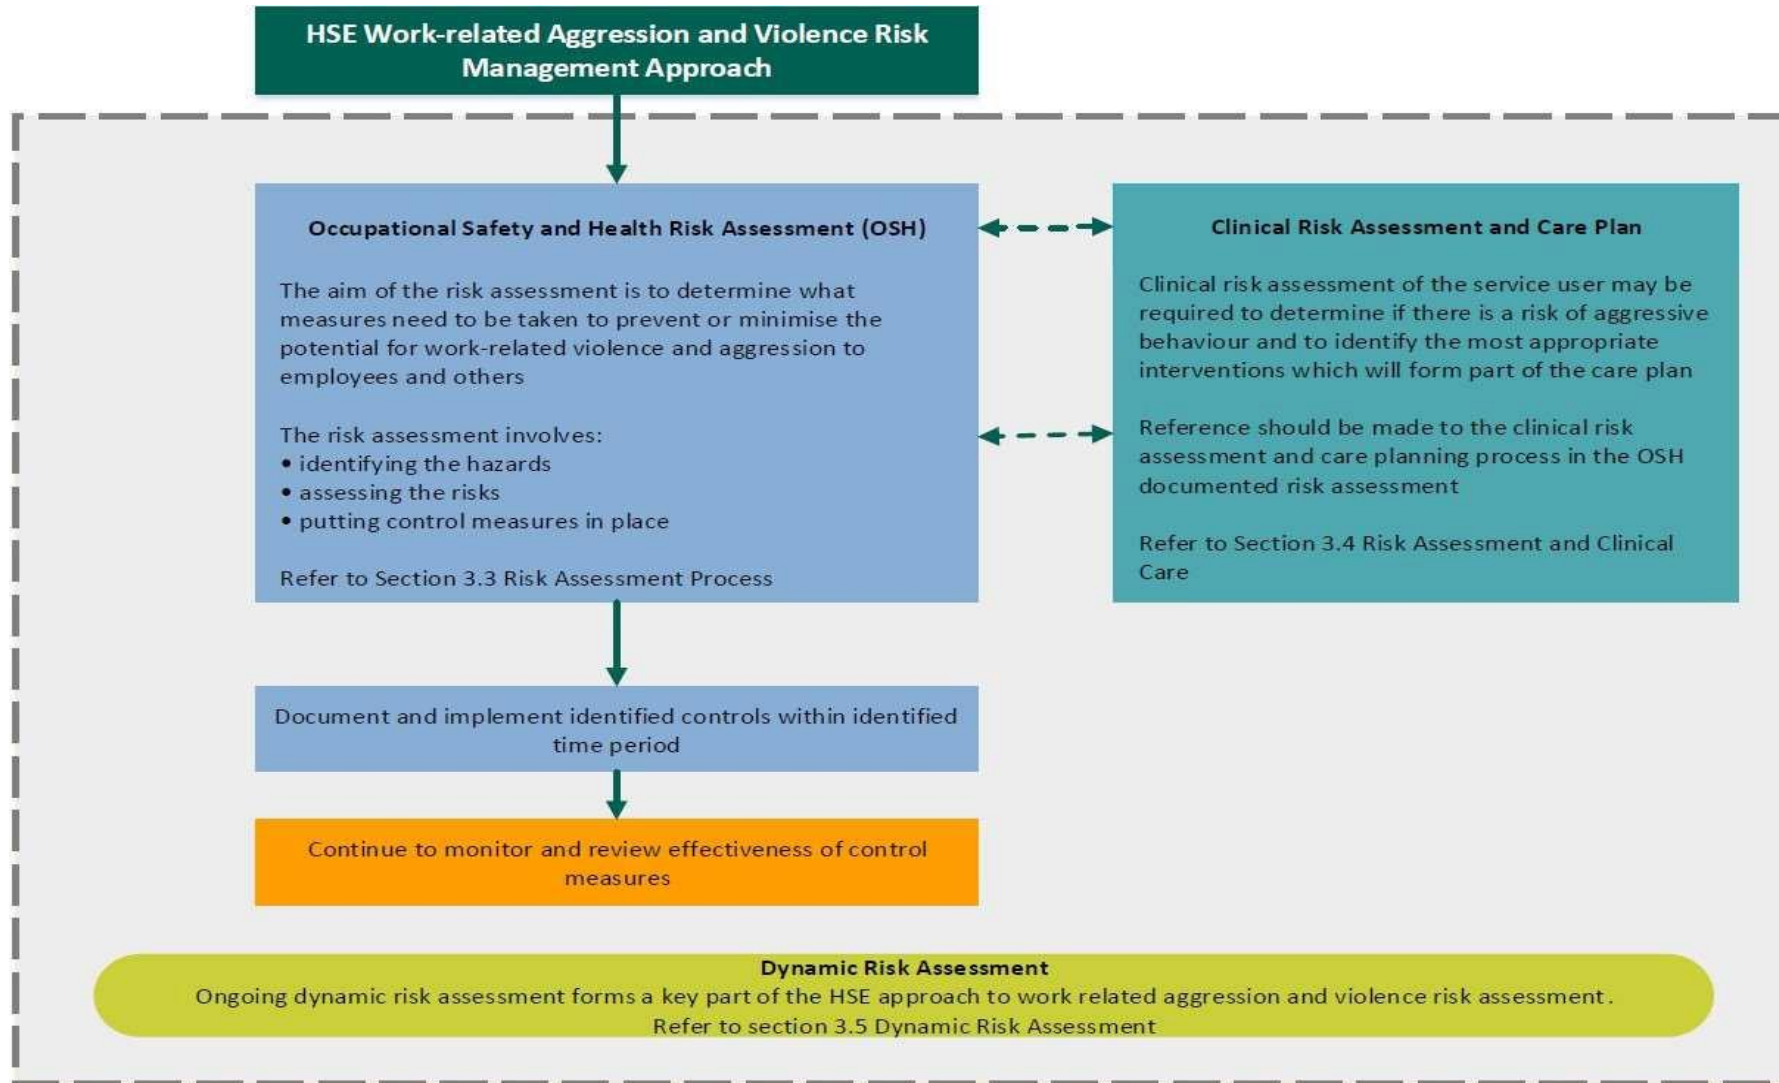 HSE Work-related Aggression and Violence Risk
Management Approach
Occupational Safety and Health Risk Assessment (OSH)
The aim of the risk assessment is to determine what
measures need to be taken to prevent or minimise the
potential for work-related violence and aggression to
employees and others
The risk assessment involves:
• identifying the hazards
• assessing the risks
• putting control measures in place
Refer to Section 3.3 Risk Assessment Process
Clinical Risk Assessment and Care Plan
Clinical risk assessment of the service user may be
required to determine if there is a risk of aggressive
behaviour and to identify the most appropriate
interventions which will form part of the care plan
Reference should be made to the clinical risk
assessment and care planning process in the OSH
documented risk assessment
Refer to Section 3.4 Risk Assessment and Clinical
Care
Document and implement identified controls within identified
time period
Continue to monitor and review effectiveness of control
measures
Dynamic Risk Assessment
Ongoing dynamic risk assessment forms a key part of the HSE approach to work related aggression and violence risk assessment.
Refer to section 3.5 Dynamic Risk Assessment